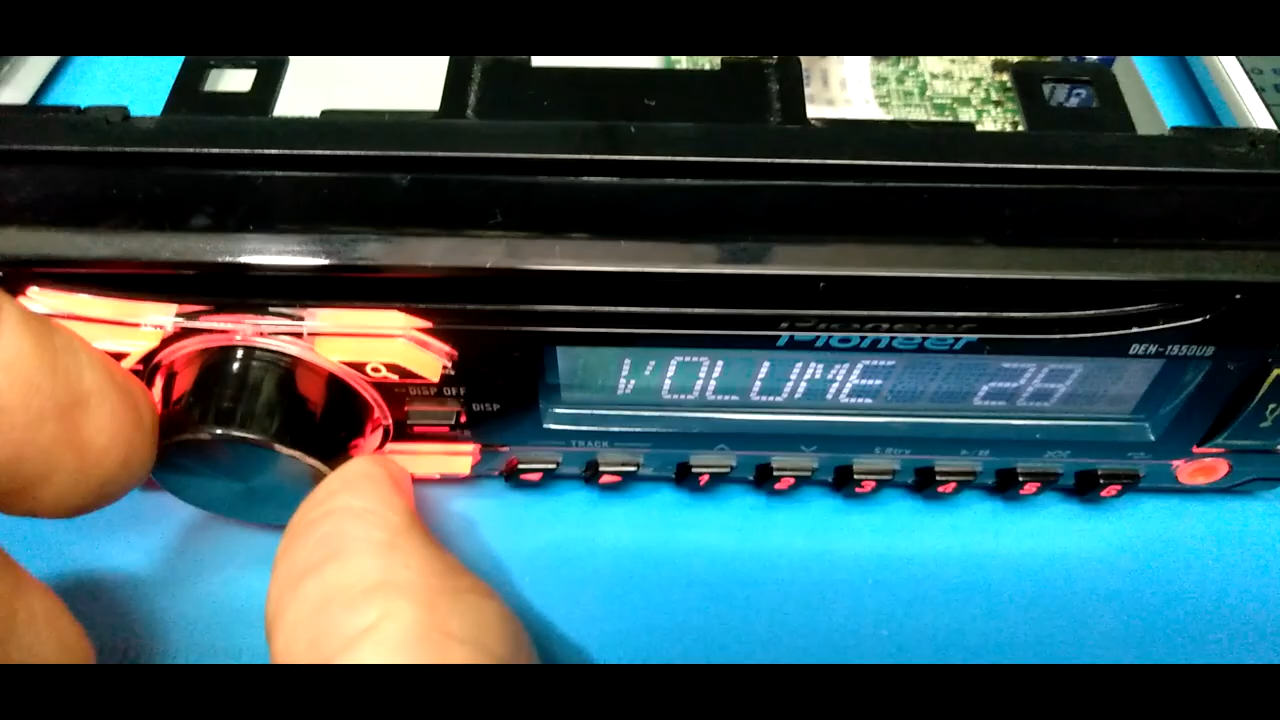 Pioneer
DEH-1550UB
VOLUME 28
DISP OFF
DISP
TRACK
1 2 3 4 5 6